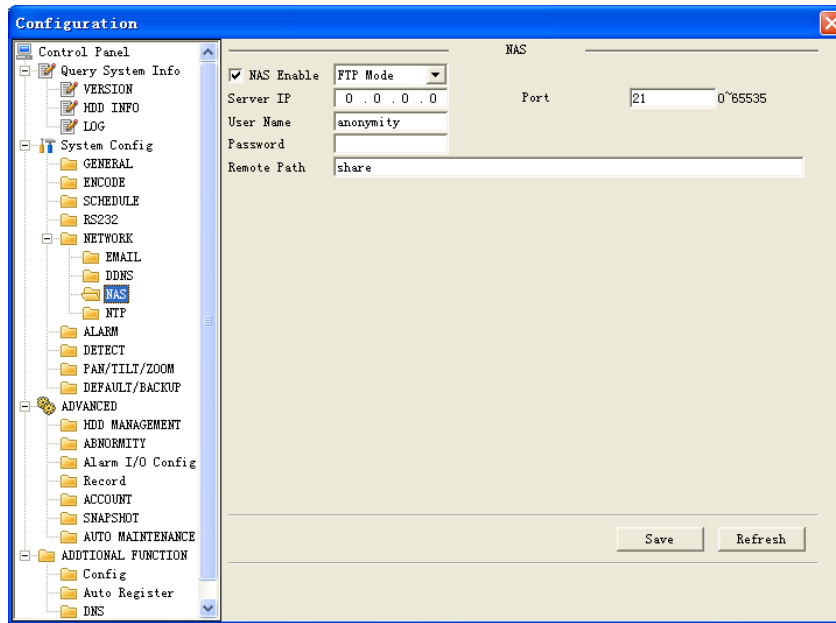 Configuration
Control Panel
Query System Info
VERSION
HDD INFO
LOG
System Config
GENERAL
ENCODE
SCHEDULE
RS232
NETWORK
EMAIL
DDNS
NAS
NTP
ALARM
DETECT
PAN/TILT/ZOOM
DEFAULT/BACKUP
ADVANCED
HDD MANAGEMENT
ABNORMITY
Alarm I/O Config
Record
ACCOUNT
SNAPSHOT
AUTO MAINTENANCE
ADDTIONAL FUNCTION
Config
Auto Register
DNS
NAS
NAS Enable FTP Mode
Server IP 0 . 0 . 0 . 0 Port 21 0~65535
User Name anonymity
Password
Remote Path share
Save Refresh